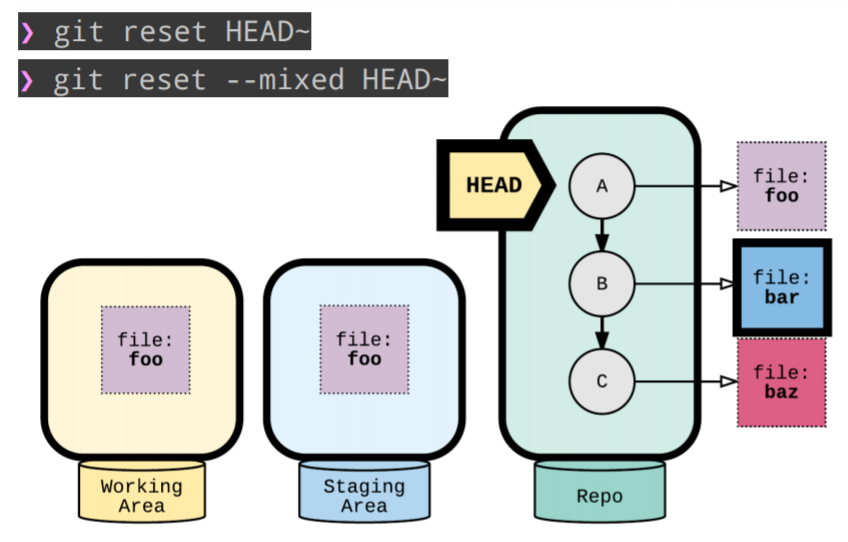 ❯ git reset HEAD~
❯ git reset --mixed HEAD~
HEAD
A
file:
foo
B
file:
bar
C
file:
baz
file:
foo
file:
foo
Working
Area
Staging
Area
Repo